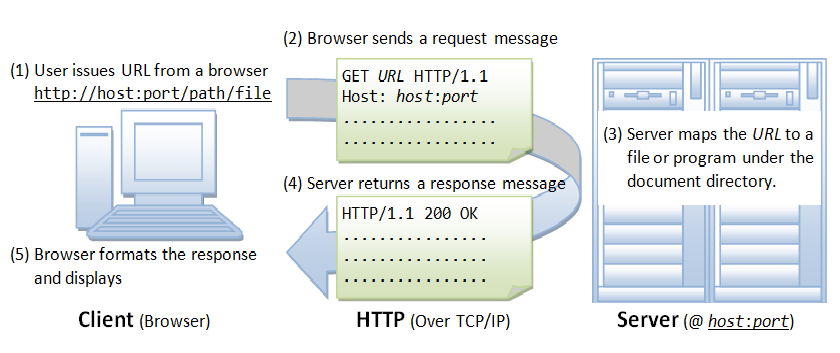 (1) User issues URL from a browser
http://host:port/path/file
(2) Browser sends a request message
GET URL HTTP/1.1
Host: host:port
................
................
(3) Server maps the URL to a
file or program under the
document directory.
(4) Server returns a response message
HTTP/1.1 200 OK
...............
...............
...............
(5) Browser formats the response
and displays
Client (Browser)
HTTP (Over TCP/IP)
Server (@ host:port)